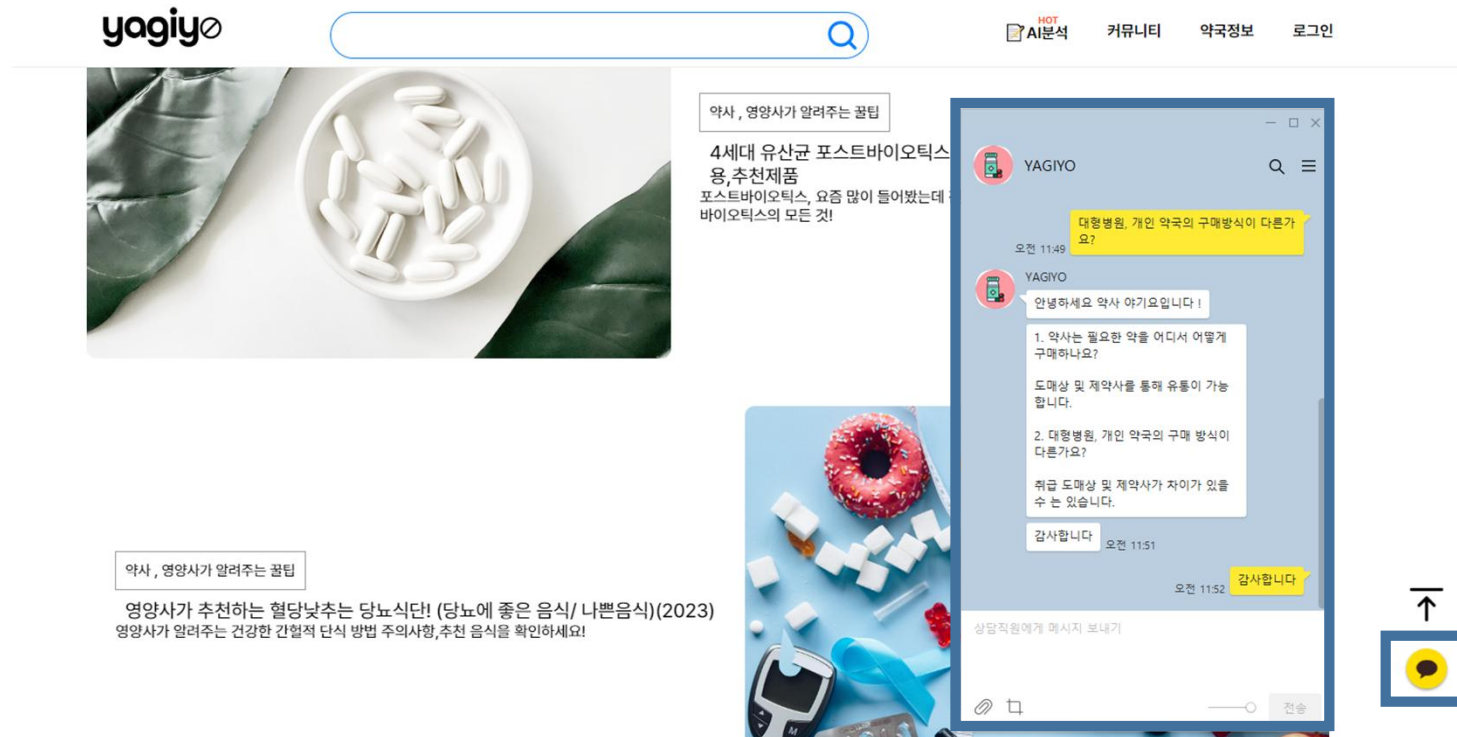 yagiyo
HOT
AI분석
커뮤니티
약국정보
로그인
약사 , 영양사가 알려주는 꿀팁
4세대 유산균 포스트바이오틱스
용,추천제품
포스트바이오틱스, 요즘 많이 들어봤는데
바이오틱스의 모든 것!
YAGIYO
대형병원, 개인 약국의 구매방식이 다른가
요?
오전 11:49
YAGIYO
안녕하세요 약사 야기요입니다 !
1. 약사는 필요한 약을 어디서 어떻게
구매하나요?
도매상 및 제약사를 통해 유통이 가능
합니다.
2. 대형병원, 개인 약국의 구매 방식이
다른가요?
취급 도매상 및 제약사가 차이가 있을
수 는 있습니다.
감사합니다
오전 11:51
오전 11:52
감사합니다
상담직원에게 메시지 보내기
전송
약사 , 영양사가 알려주는 꿀팁
영양사가 추천하는 혈당낮추는 당뇨식단! (당뇨에 좋은 음식/ 나쁜음식)(2023)
영양사가 알려주는 건강한 간헐적 단식 방법 주의사항,추천 음식을 확인하세요!
M